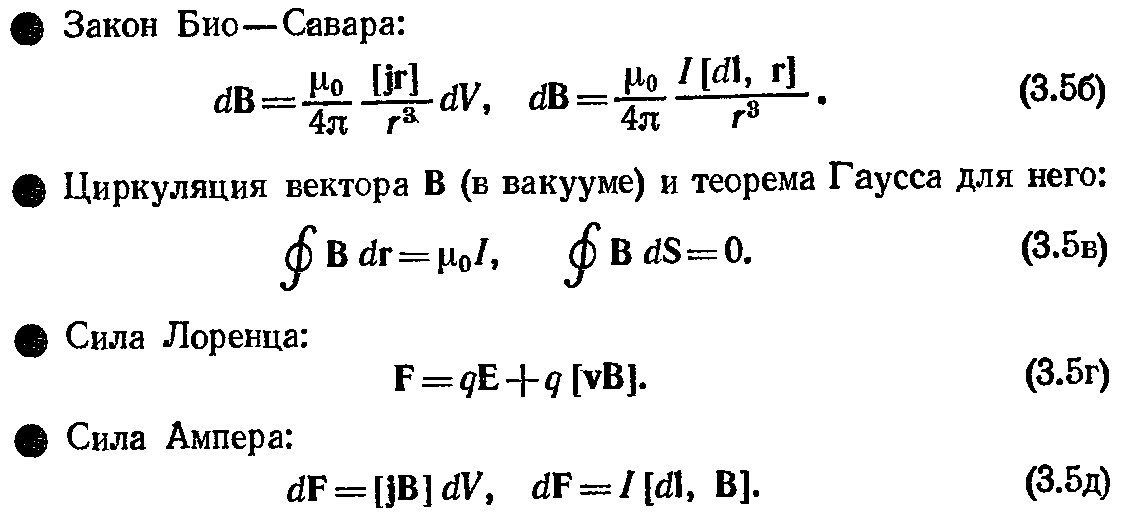 ● Закон Био—Савара:
dB = μ₀/4π [jr]/r³ dV, dB = μ₀/4π I [dl, r]/r³. (3.5б)
● Циркуляция вектора B (в вакууме) и теорема Гаусса для него:
∮ B dr = μ₀I, ∮ B dS = 0. (3.5в)
● Сила Лоренца:
F = qE + q [vB]. (3.5г)
● Сила Ампера:
dF = [jB] dV, dF = I [dl, B]. (3.5д)